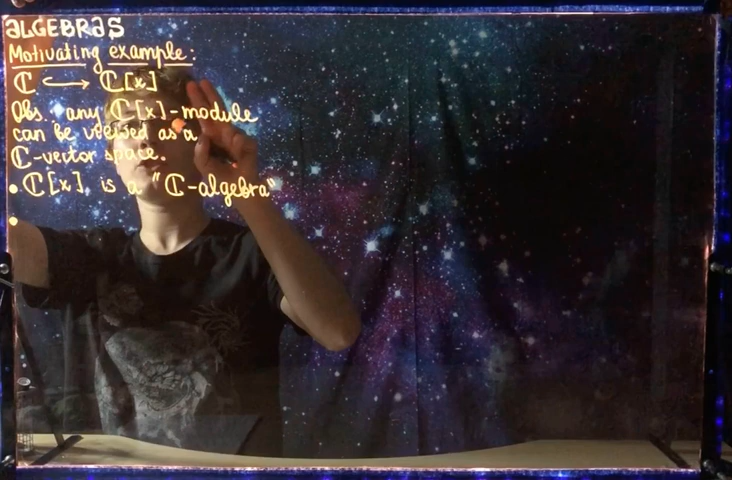 ALGEBRAS
Motivating example:
ℂ ↪ ℂ[x]
Obs. any ℂ[x]-module
can be viewed as a
ℂ-vector space.
• ℂ[x] is a "ℂ-algebra"
•